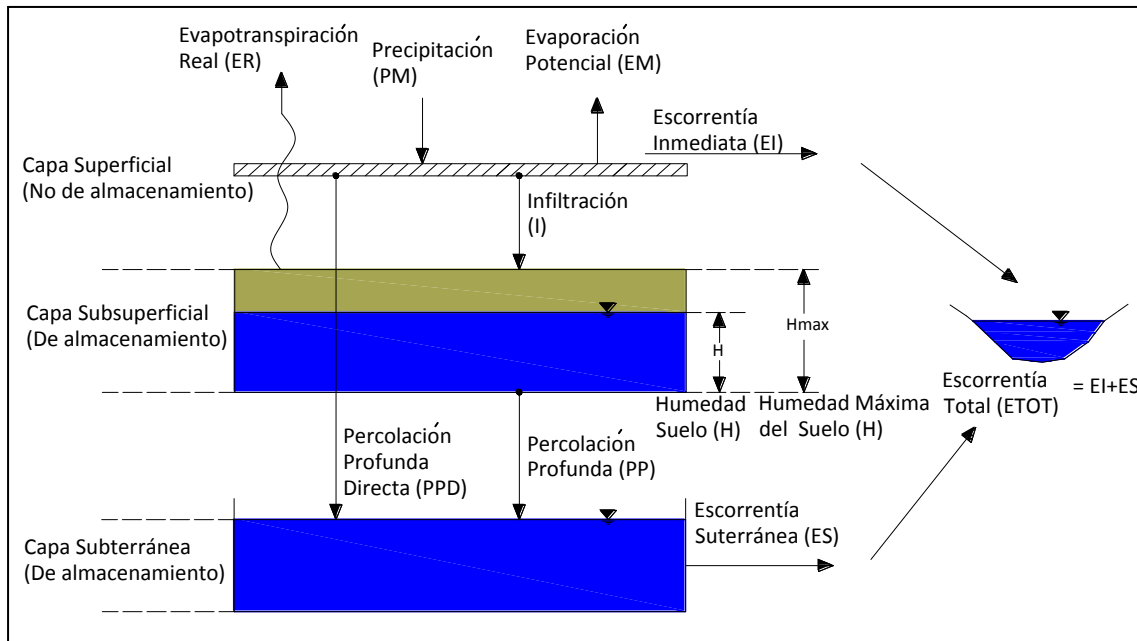 Evapotranspiración
Real (ER)
Precipitación
(PM)
Evaporación
Potencial (EM)
Escorrentía
Inmediata (EI)
Capa Superficial
(No de almacenamiento)
Infiltración
(I)
Capa Subsuperficial
(De almacenamiento)
H
Hmax
Humedad
Suelo (H)
Humedad Máxima
del Suelo (H)
Escorrentía
Total (ETOT)
= EI+ES
Percolación
Profunda
Directa (PPD)
Percolación
Profunda (PP)
Capa Subterránea
(De almacenamiento)
Escorrentía
Suterránea (ES)